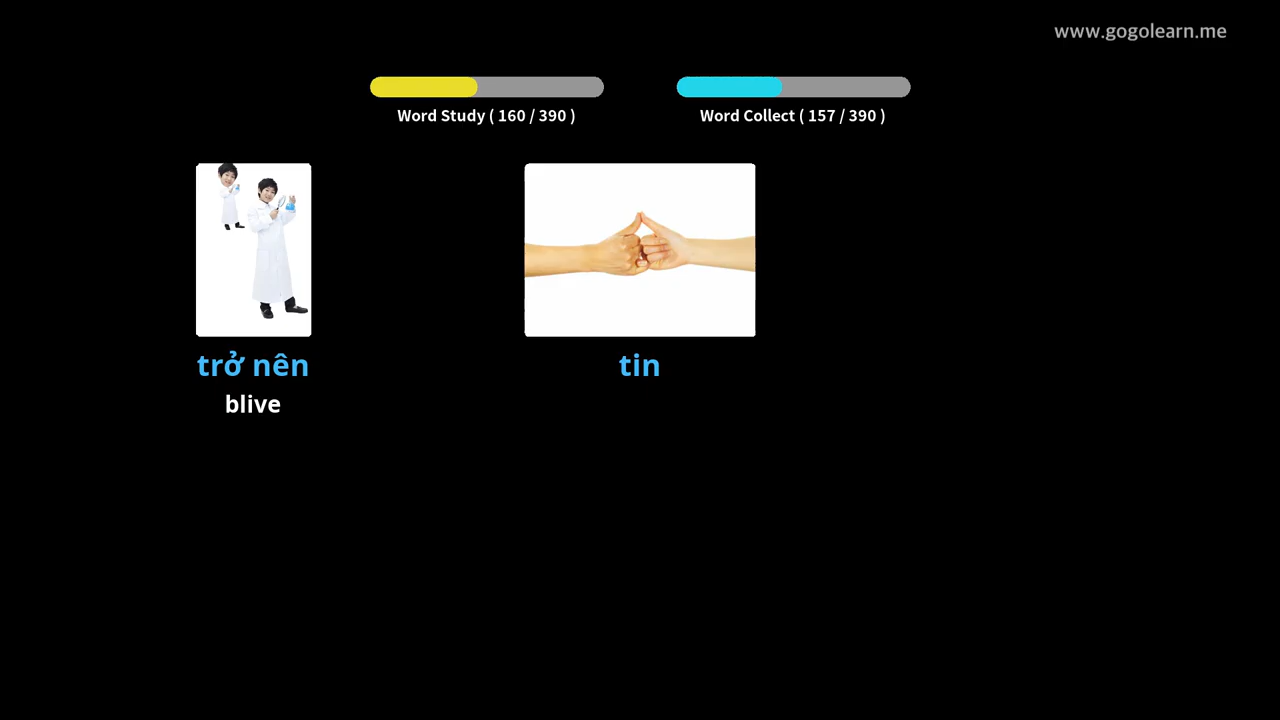 www.gogolearn.me
Word Study ( 160 / 390 )
Word Collect ( 157 / 390 )
trở nên
blive
tin